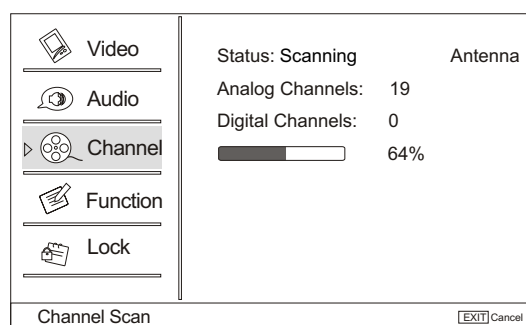 Video
Audio
Channel
Function
Lock
Status: Scanning Antenna
Analog Channels: 19
Digital Channels: 0
64%
Channel Scan EXIT Cancel